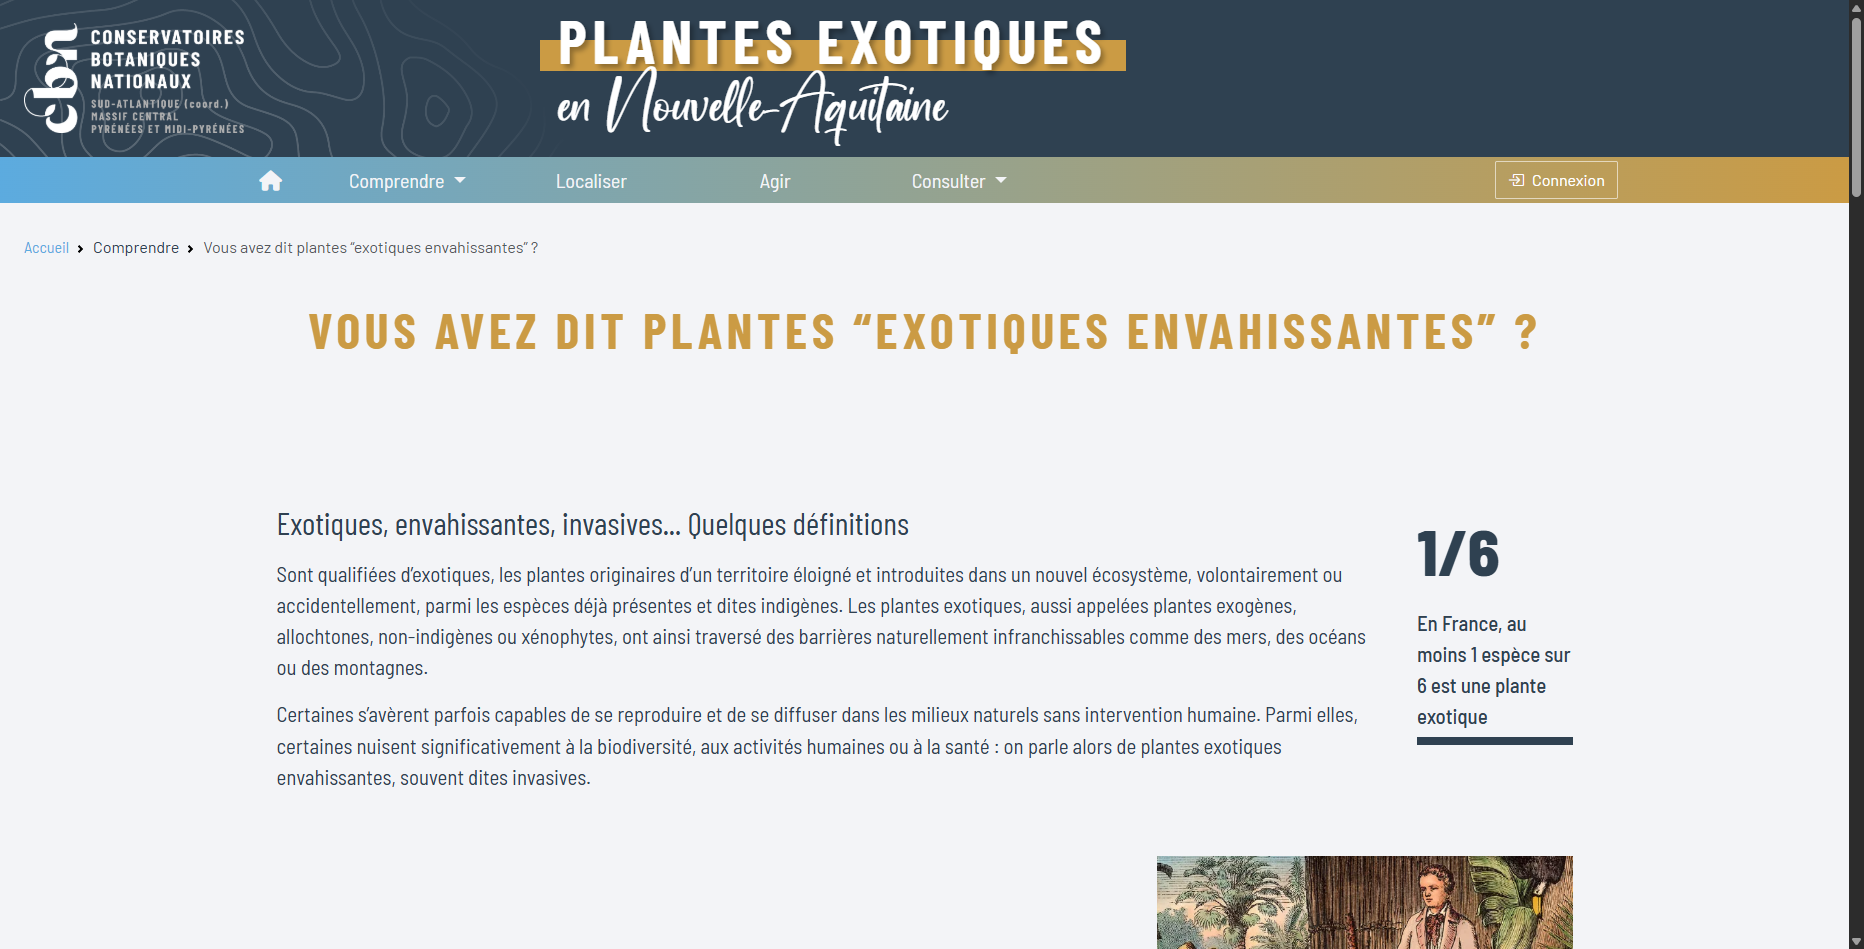 CONSERVATOIRES
BOTANIQUES
NATIONAUX
SUD-ATLANTIQUE (coord.)
MASSIF CENTRAL
PYRÉNÉES ET MIDI-PYRÉNÉES
cbn
PLANTES EXOTIQUES
en Nouvelle-Aquitaine
Comprendre
Localiser
Agir
Consulter
Connexion
Accueil
Comprendre
Vous avez dit plantes “exotiques envahissantes” ?
VOUS AVEZ DIT PLANTES “EXOTIQUES ENVAHISSANTES” ?
Exotiques, envahissantes, invasives... Quelques définitions
Sont qualifiées d’exotiques, les plantes originaires d’un territoire éloigné et introduites dans un nouvel écosystème, volontairement ou
accidentellement, parmi les espèces déjà présentes et dites indigènes. Les plantes exotiques, aussi appelées plantes exogènes,
allochtones, non-indigènes ou xénophytes, ont ainsi traversé des barrières naturellement infranchissables comme des mers, des océans
ou des montagnes.
Certaines s’avèrent parfois capables de se reproduire et de se diffuser dans les milieux naturels sans intervention humaine. Parmi elles,
certaines nuisent significativement à la biodiversité, aux activités humaines ou à la santé : on parle alors de plantes exotiques
envahissantes, souvent dites invasives.
1/6
En France, au
moins 1 espèce sur
6 est une plante
exotique